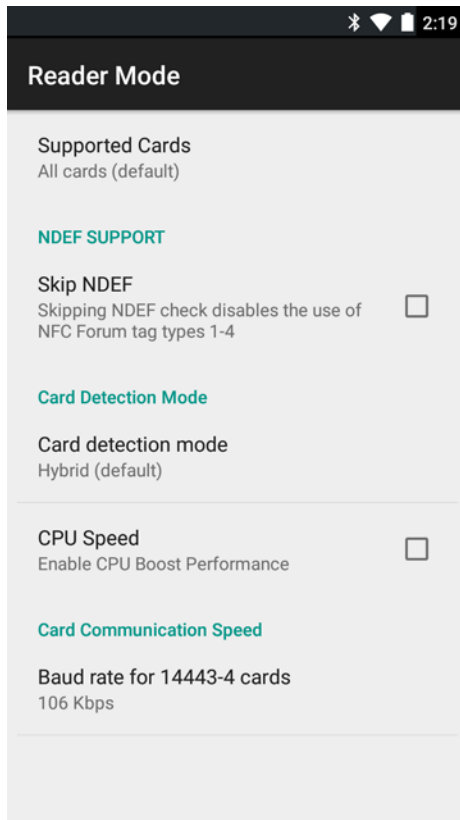 2:19
Reader Mode
Supported Cards
All cards (default)
NDEF SUPPORT
Skip NDEF
Skipping NDEF check disables the use of
NFC Forum tag types 1-4
Card Detection Mode
Card detection mode
Hybrid (default)
CPU Speed
Enable CPU Boost Performance
Card Communication Speed
Baud rate for 14443-4 cards
106 Kbps